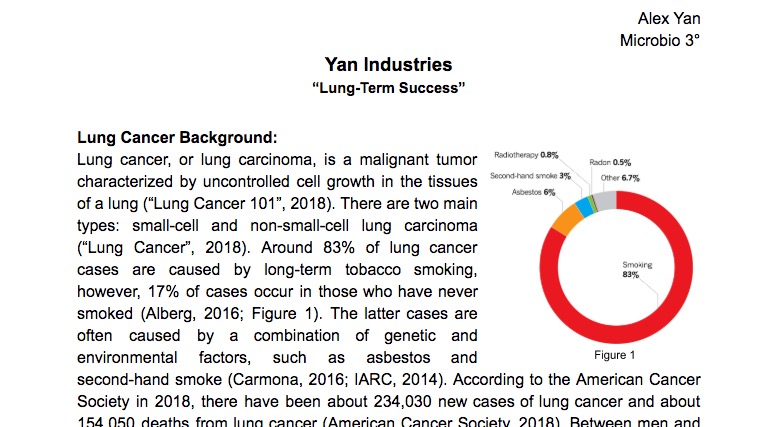 Alex Yan
Microbio 3°
Yan Industries
“Lung-Term Success”
Lung Cancer Background:
Lung cancer, or lung carcinoma, is a malignant tumor
characterized by uncontrolled cell growth in the tissues
of a lung (“Lung Cancer 101”, 2018). There are two main
types: small-cell and non-small-cell lung carcinoma
(“Lung Cancer”, 2018). Around 83% of lung cancer
cases are caused by long-term tobacco smoking,
however, 17% of cases occur in those who have never
smoked (Alberg, 2016; Figure 1). The latter cases are
often caused by a combination of genetic and
environmental factors, such as asbestos and
second-hand smoke (Carmona, 2016; IARC, 2014). According to the American Cancer
Society in 2018, there have been about 234,030 new cases of lung cancer and about
154,050 deaths from lung cancer (American Cancer Society, 2018). Between men and
Radiotherapy 0.8%
Radon 0.5%
Second-hand smoke 3%
Other 6.7%
Asbestos 6%
Smoking
83%
Figure 1